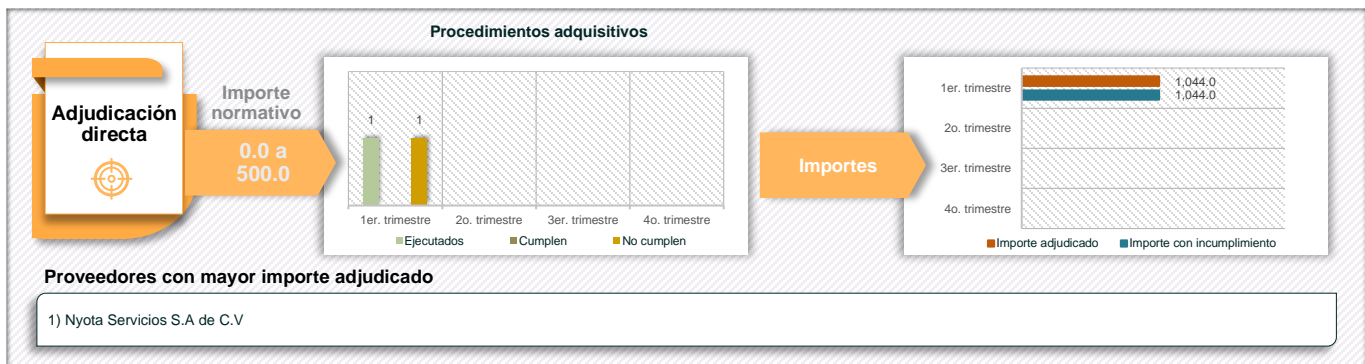 Procedimientos adquisitivos
Adjudicación
directa
Importe
normativo
0.0 a
500.0
1
1
1er. trimestre
2o. trimestre
3er. trimestre
4o. trimestre
Ejecutados
Cumplen
No cumplen
Importes
1er. trimestre
1,044.0
1,044.0
2o. trimestre
3er. trimestre
4o. trimestre
Importe adjudicado
Importe con incumplimiento
Proveedores con mayor importe adjudicado
1) Nyota Servicios S.A de C.V